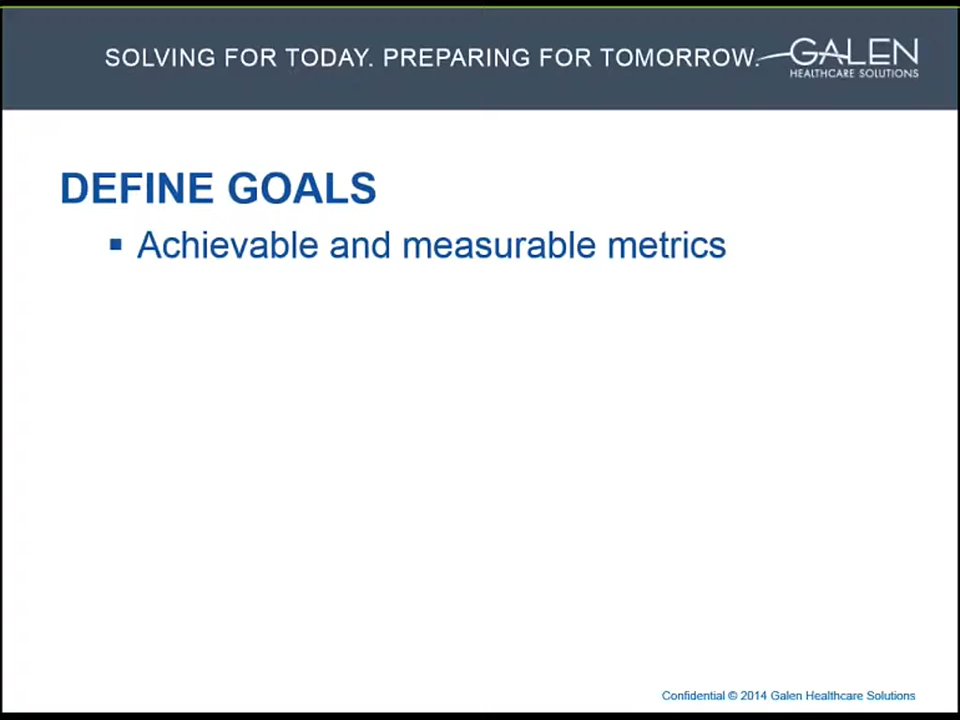 SOLVING FOR TODAY. PREPARING FOR TOMORROW.
GALEN
HEALTHCARE SOLUTIONS
DEFINE GOALS
▪ Achievable and measurable metrics
Confidential © 2014 Galen Healthcare Solutions